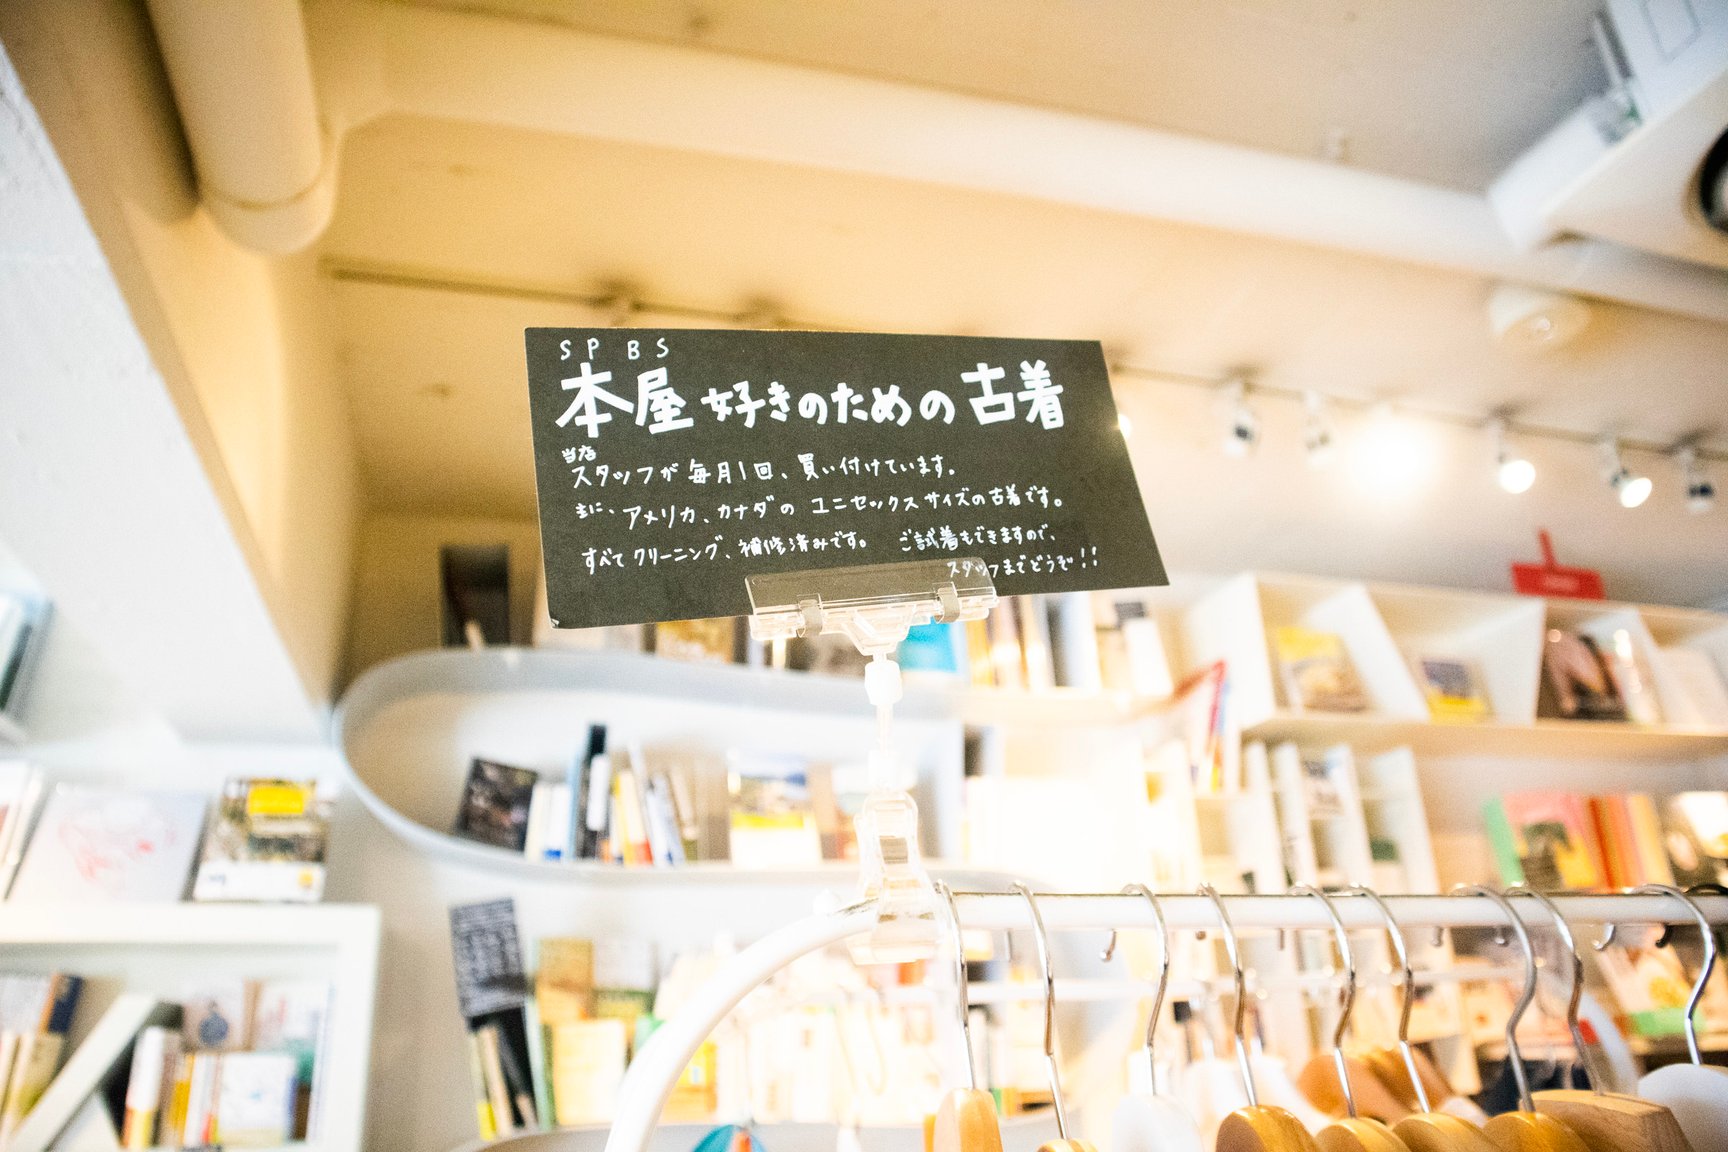 SPBS
本屋好きのための古着
当店
スタッフが毎月1回、買い付けています。
主に、アメリカ、カナダの ユニセックスサイズの古着です。
すべてクリーニング、補修済みです。 ご試着もできますので、
スタッフまでどうぞ!!